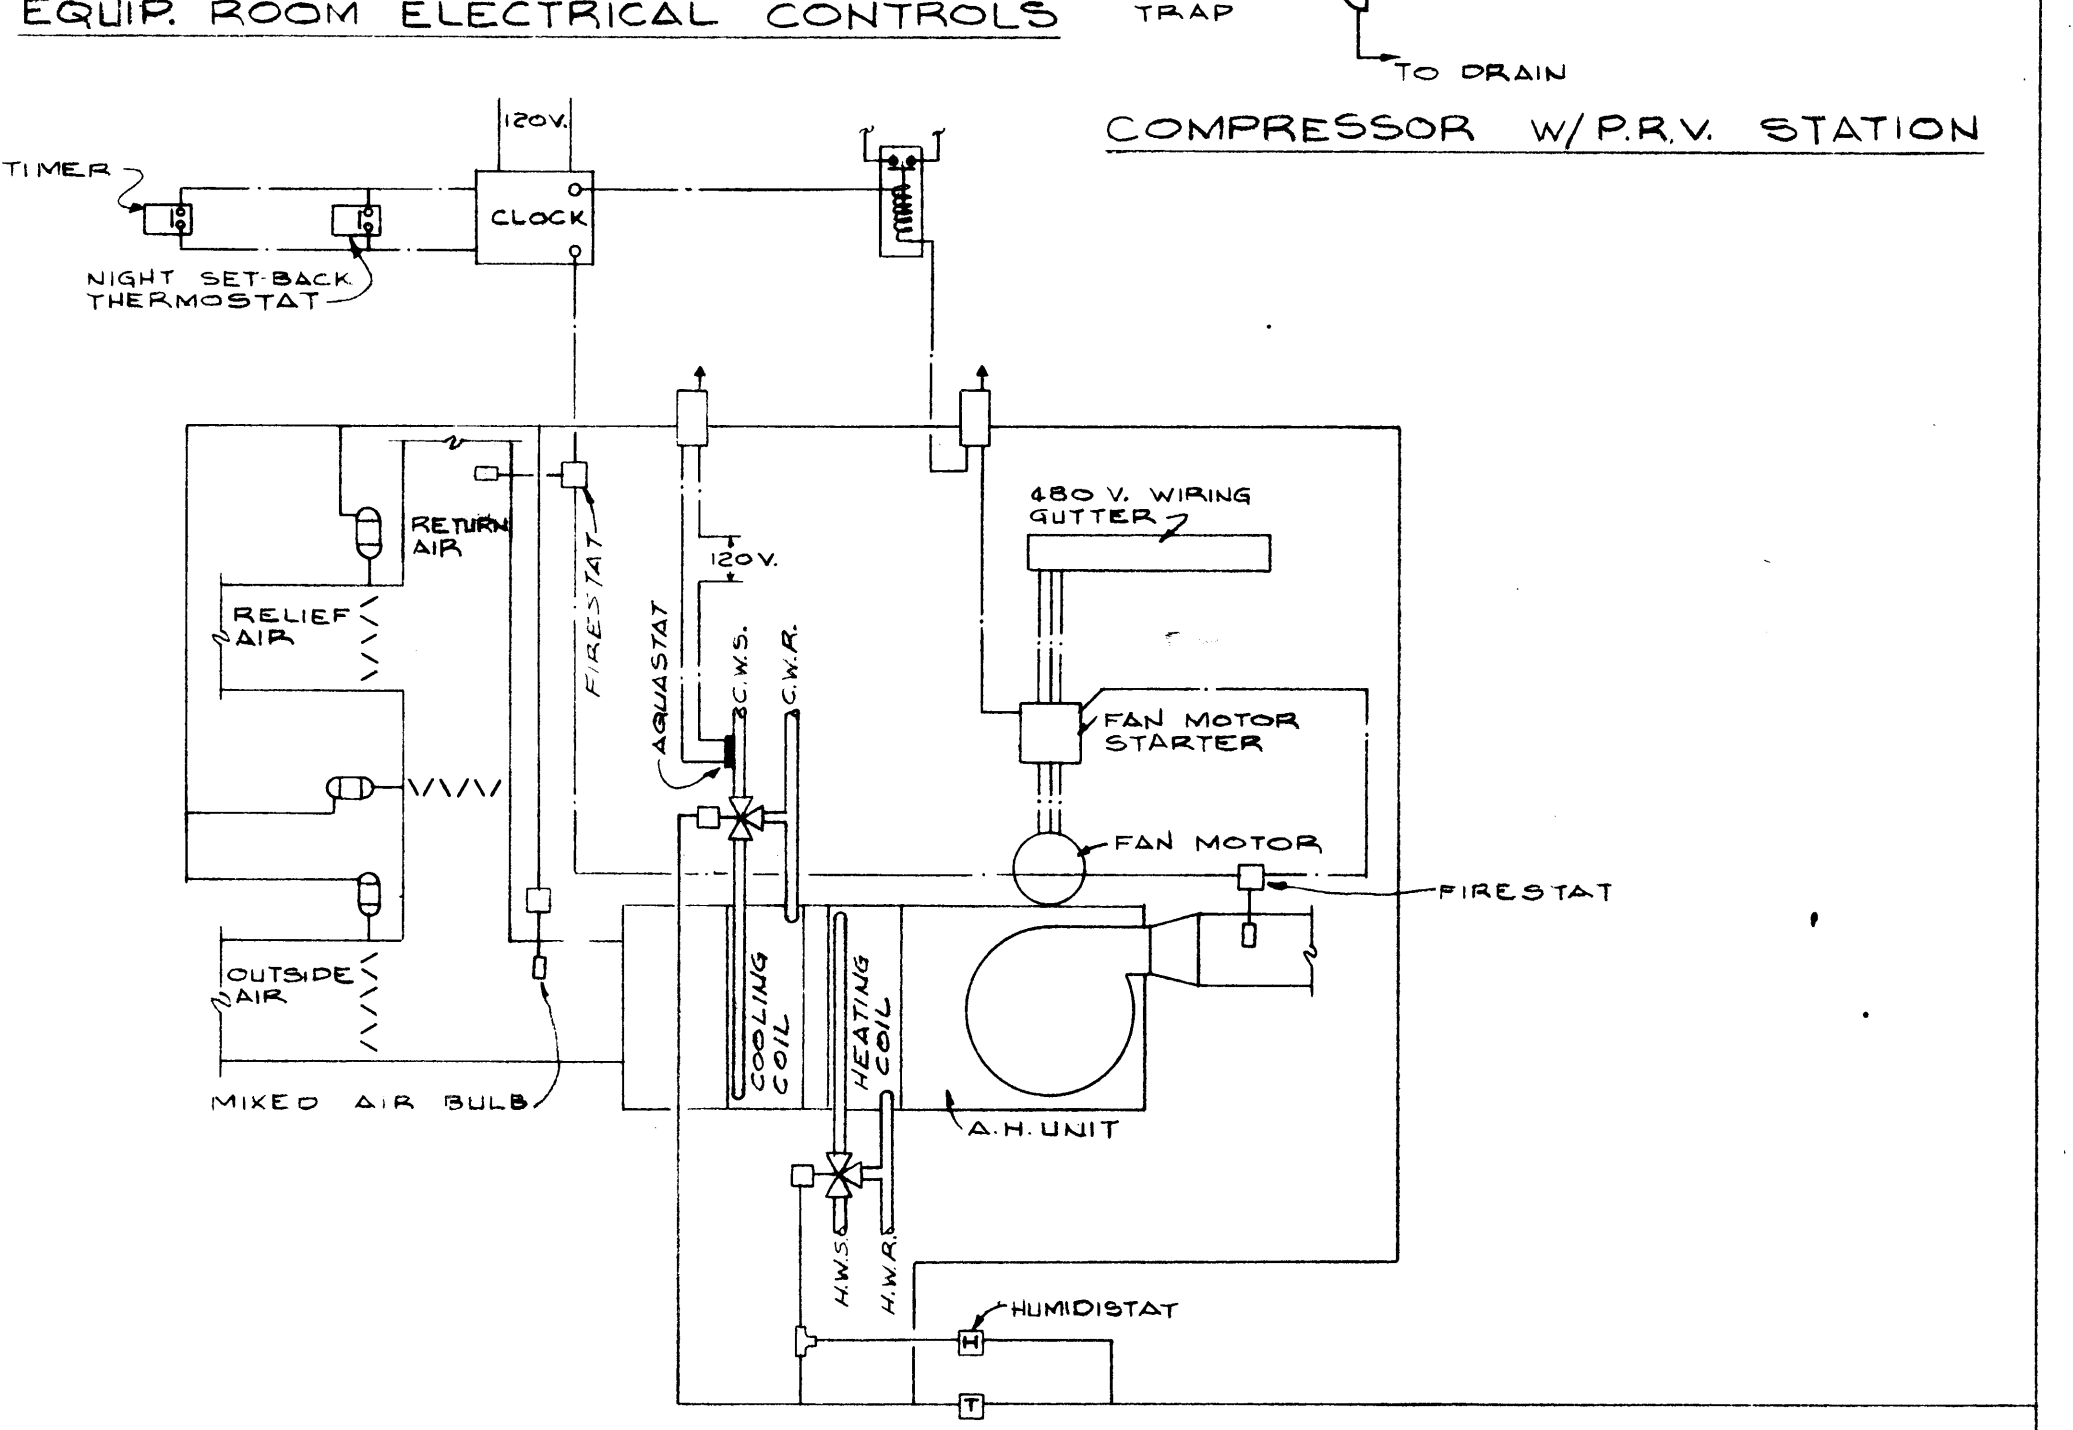 EQUIP. ROOM ELECTRICAL CONTROLS
TRAP
TO DRAIN
COMPRESSOR W/P.R.V. STATION
120V.
TIMER
CLOCK
NIGHT SET-BACK
THERMOSTAT
RETURN
AIR
480 V. WIRING
GUTTER
FIRESTAT
120V.
RELIEF
AIR
AQUASTAT
C.W.S.
C.W.R.
FAN MOTOR
STARTER
FAN MOTOR
FIRESTAT
OUTSIDE
AIR
COOLING
COIL
HEATING
COIL
MIXED AIR BULB
A.H. UNIT
H.W.S.
H.W.R.
HUMIDISTAT
H
T